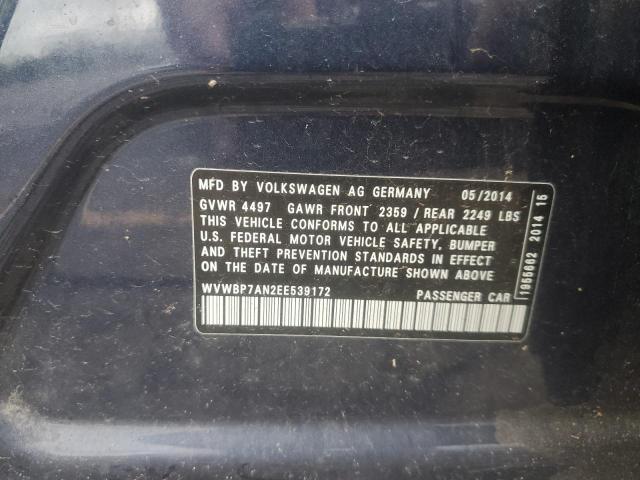 MFD BY VOLKSWAGEN AG GERMANY 05/2014
GVWR 4497 GAWR FRONT 2359 / REAR 2249 LBS
THIS VEHICLE CONFORMS TO ALL APPLICABLE
U.S. FEDERAL MOTOR VEHICLE SAFETY, BUMPER
AND THEFT PREVENTION STANDARDS IN EFFECT
ON THE DATE OF MANUFACTURE SHOWN ABOVE
WVWBP7AN2EE539172 PASSENGER CAR
1955662 2014 16